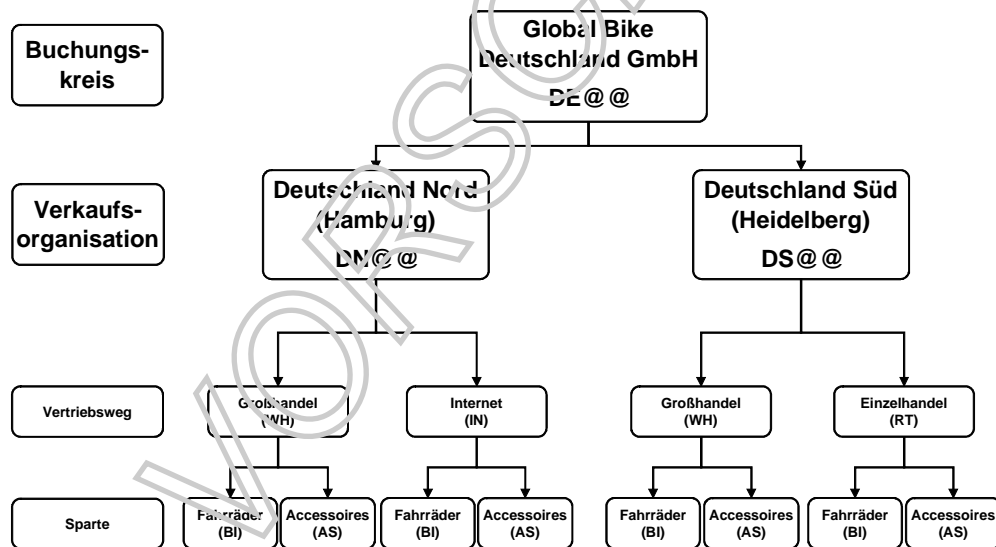 Buchungs-
kreis
Global Bike
Deutschland GmbH
DE@@
Verkaufs-
organisation
Deutschland Nord
(Hamburg)
DN@@
Deutschland Süd
(Heidelberg)
DS@@
Vertriebsweg
Großhandel
(WH)
Internet
(IN)
Großhandel
(WH)
Einzelhandel
(RT)
Sparte
Fahrräder
(BI)
Accessoires
(AS)
Fahrräder
(BI)
Accessoires
(AS)
Fahrräder
(BI)
Accessoires
(AS)
Fahrräder
(BI)
Accessoires
(AS)
VORSC